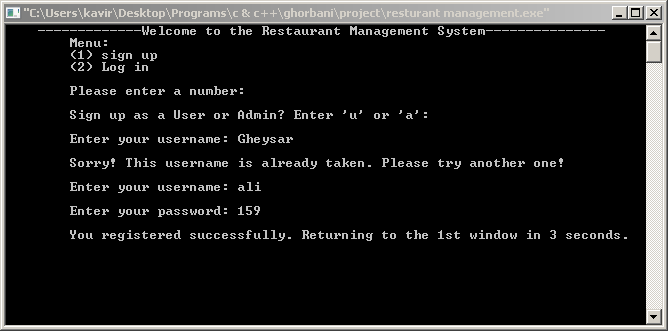 "C:\Users\kavir\Desktop\Programs\c & c++\ghorbani\project\resturant management.exe"
--------------Welcome to the Restaurant Management System----------------
Menu:
(1) sign up
(2) Log in
Please enter a number:
Sign up as a User or Admin? Enter 'u' or 'a':
Enter your username: Gheysar
Sorry! This username is already taken. Please try another one!
Enter your username: ali
Enter your password: 159
You registered successfully. Returning to the 1st window in 3 seconds.